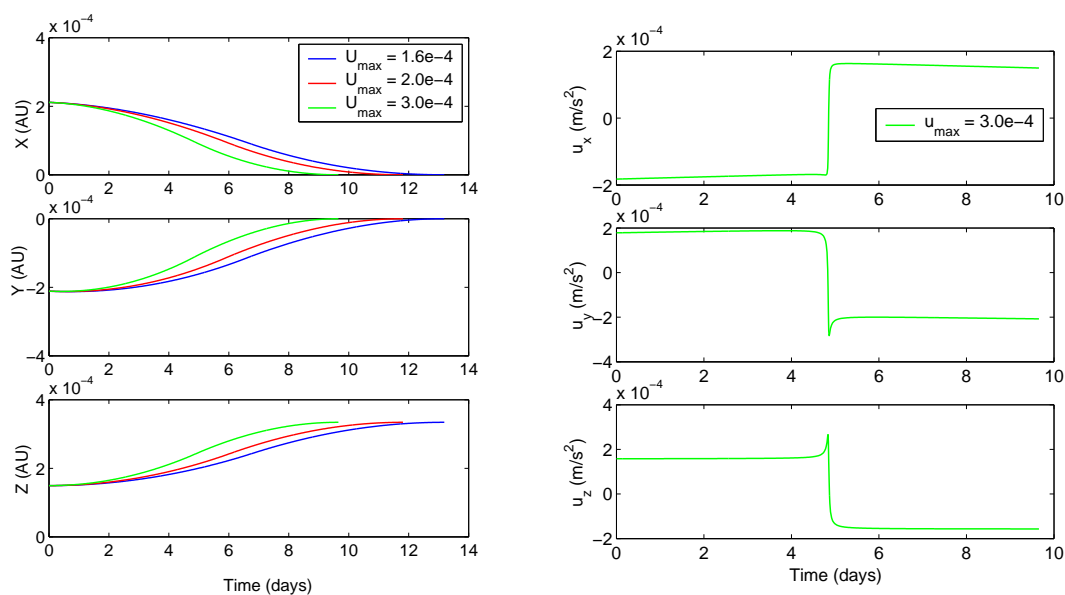 x 10⁻⁴
4
2
0
X (AU)
U_max = 1.6e−4
U_max = 2.0e−4
U_max = 3.0e−4
0 2 4 6 8 10 12 14
x 10⁻⁴
0
−2
−4
Y (AU)
0 2 4 6 8 10 12 14
x 10⁻⁴
4
2
0
Z (AU)
0 2 4 6 8 10 12 14
Time (days)
x 10⁻⁴
2
0
−2
u_x (m/s²)
u_max = 3.0e−4
0 2 4 6 8 10
x 10⁻⁴
2
0
−2
−4
u_y (m/s²)
0 2 4 6 8 10
x 10⁻⁴
4
2
0
−2
u_z (m/s²)
0 2 4 6 8 10
Time (days)